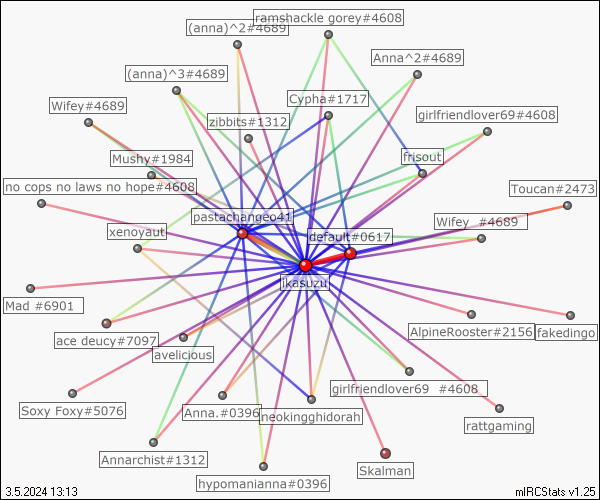 ramshackle gorey#4608
(anna)^2#4689
Anna^2#4689
(anna)^3#4689
Cypha#1717
Wifey#4689
girlfriendlover69#4608
zibbits#1312
Mushy#1984
frisout
no cops no laws no hope#4608
Toucan#2473
pastachangeo41
xenoyaut
Wifey_#4689
default#0617
jkasuzu
Mad #6901
AlpineRooster#2156
fakedingo
ace deucy#7097
avelicious
girlfriendlover69_#4608
Soxy Foxy#5076
Anna.#0396
neokingghidorah
rattgaming
Annarchist#1312
Skalman
hypomanianna#0396
3.5.2024 13:13
mIRCStats v1.25